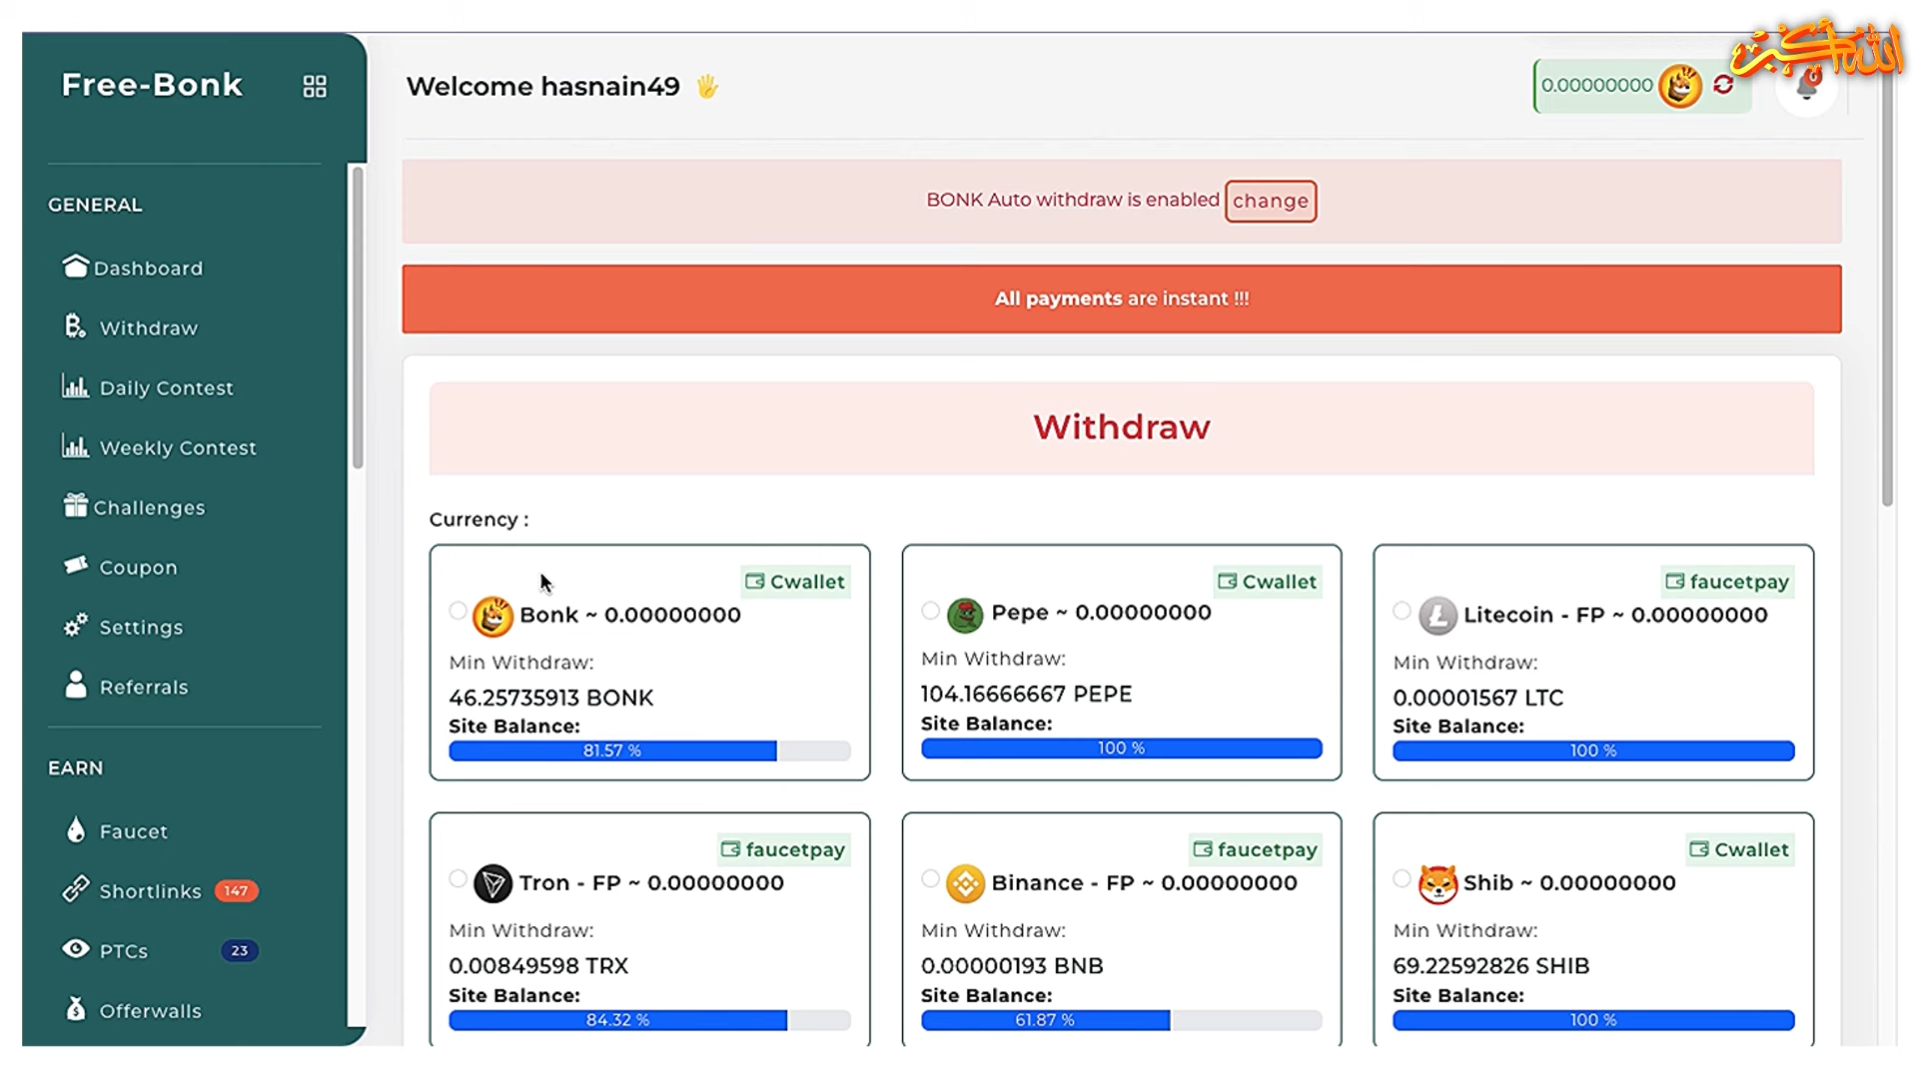 Free-Bonk
GENERAL
Dashboard
Withdraw
Daily Contest
Weekly Contest
Challenges
Coupon
Settings
Referrals
EARN
Faucet
Shortlinks 147
PTCs 23
Offerwalls
Welcome hasnain49
0.00000000
0
الله أكبر
BONK Auto withdraw is enabled change
All payments are instant !!!
Withdraw
Currency :
Cwallet
Bonk ~ 0.00000000
Min Withdraw:
46.25735913 BONK
Site Balance:
81.57 %
Cwallet
Pepe ~ 0.00000000
Min Withdraw:
104.16666667 PEPE
Site Balance:
100 %
faucetpay
Litecoin - FP ~ 0.00000000
Min Withdraw:
0.00001567 LTC
Site Balance:
100 %
faucetpay
Tron - FP ~ 0.00000000
Min Withdraw:
0.00849598 TRX
Site Balance:
84.32 %
faucetpay
Binance - FP ~ 0.00000000
Min Withdraw:
0.00000193 BNB
Site Balance:
61.87 %
Cwallet
Shib ~ 0.00000000
Min Withdraw:
69.22592826 SHIB
Site Balance:
100 %